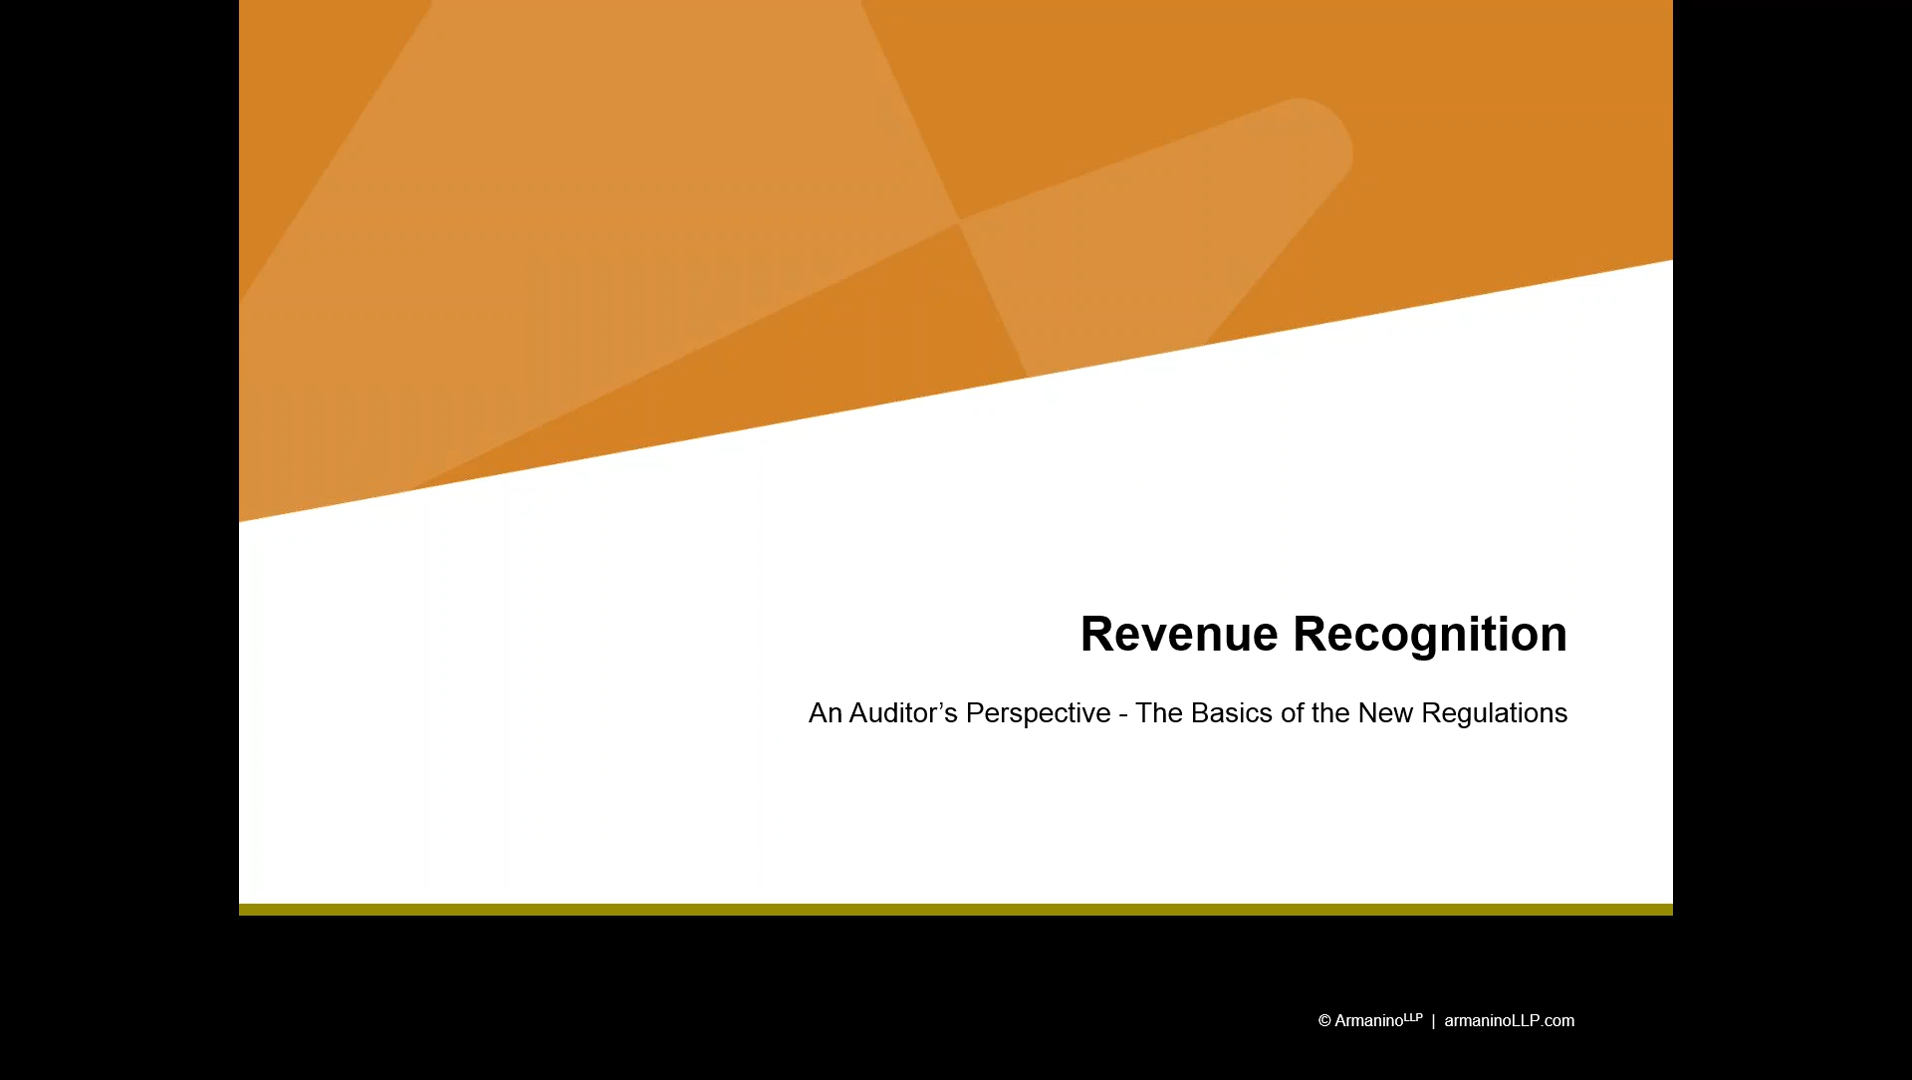 Revenue Recognition
An Auditor’s Perspective - The Basics of the New Regulations
© ArmaninoLLP | armaninoLLP.com